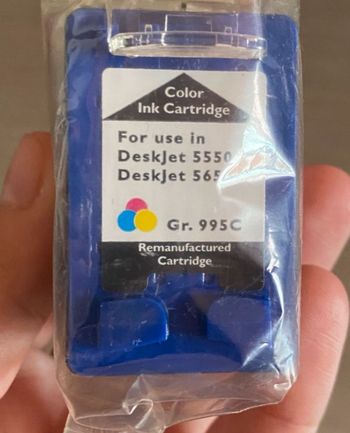 Color
Ink Cartridge
For use in
DeskJet 5550
DeskJet 565
Gr. 995C
Remanufactured
Cartridge